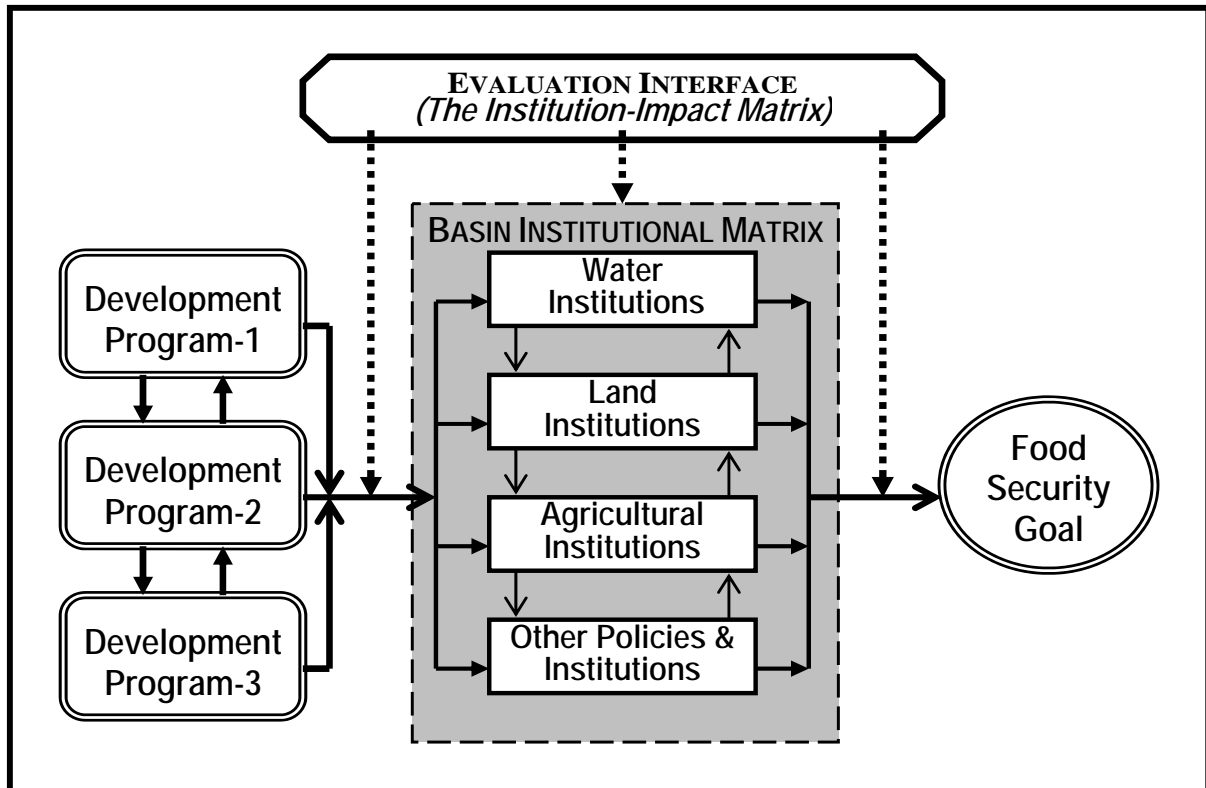 EVALUATION INTERFACE
(The Institution-Impact Matrix)
BASIN INSTITUTIONAL MATRIX
Development
Program-1
Development
Program-2
Development
Program-3
Water
Institutions
Land
Institutions
Agricultural
Institutions
Other Policies &
Institutions
Food
Security
Goal